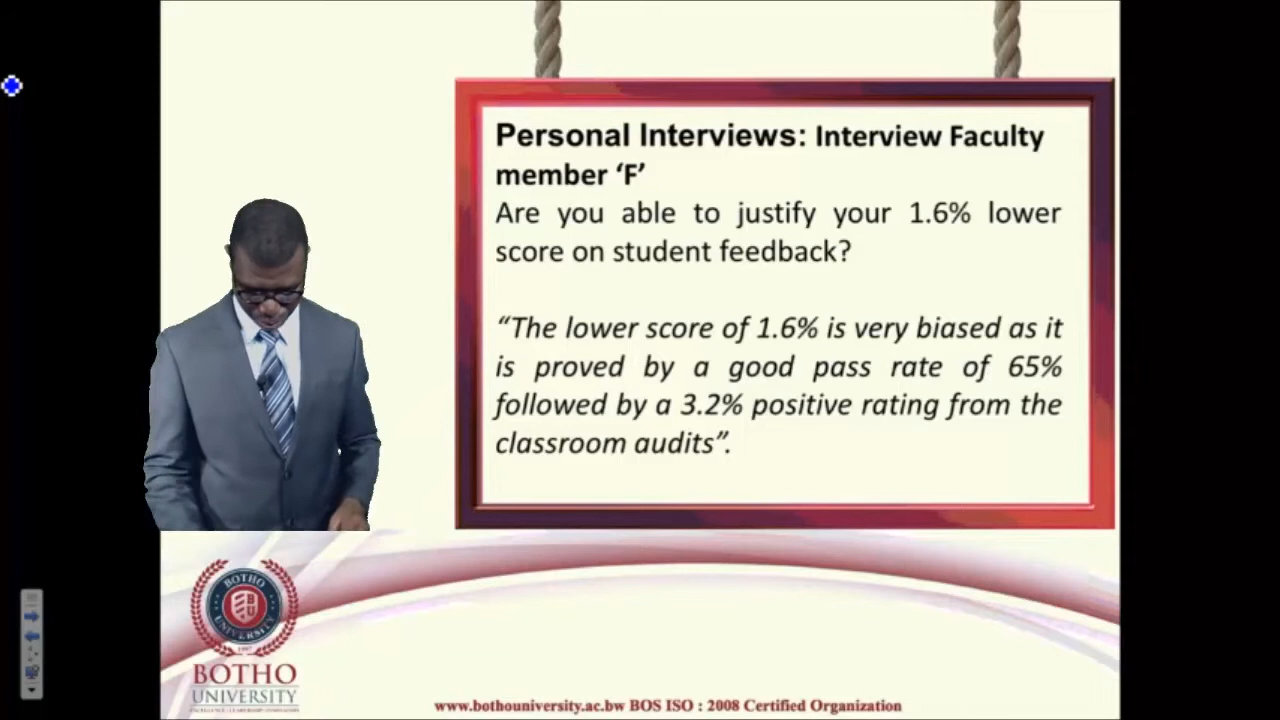 Personal Interviews: Interview Faculty
member ‘F’
Are you able to justify your 1.6% lower
score on student feedback?
“The lower score of 1.6% is very biased as it
is proved by a good pass rate of 65%
followed by a 3.2% positive rating from the
classroom audits”.
BOTHO
UNIVERSITY
1997
BOTHO
UNIVERSITY
www.bothouniversity.ac.bw BOS ISO : 2008 Certified Organization